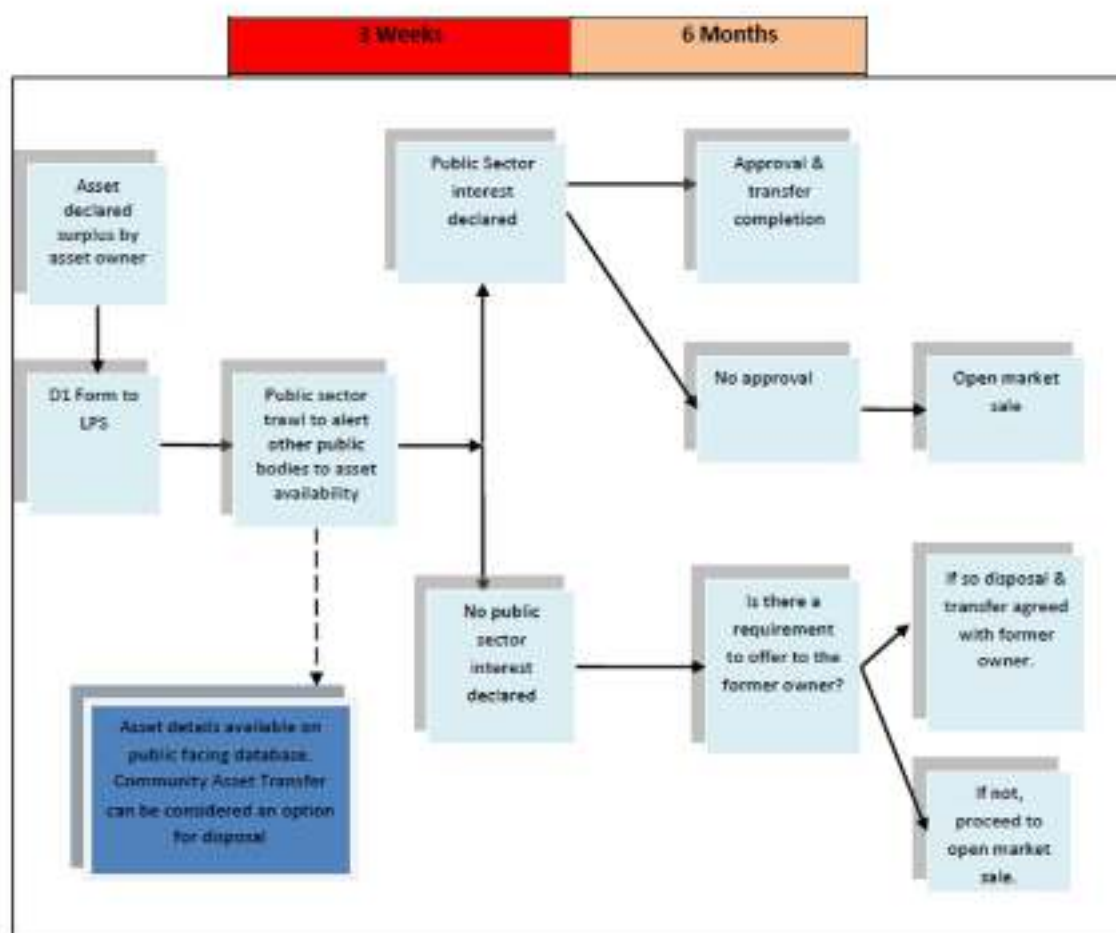 3 Weeks
6 Months
Asset
declared
surplus by
asset owner
D1 Form to
LPS
Public sector
trawl to alert
other public
bodies to asset
availability
Asset details available on
public facing database.
Community Asset Transfer
can be considered an option
for disposal
Public Sector
interest
declared
Approval &
transfer
completion
No approval
Open market
sale
No public
sector
interest
declared
Is there a
requirement
to offer to the
former owner?
If so disposal &
transfer agreed
with former
owner.
If not,
proceed to
open market
sale.